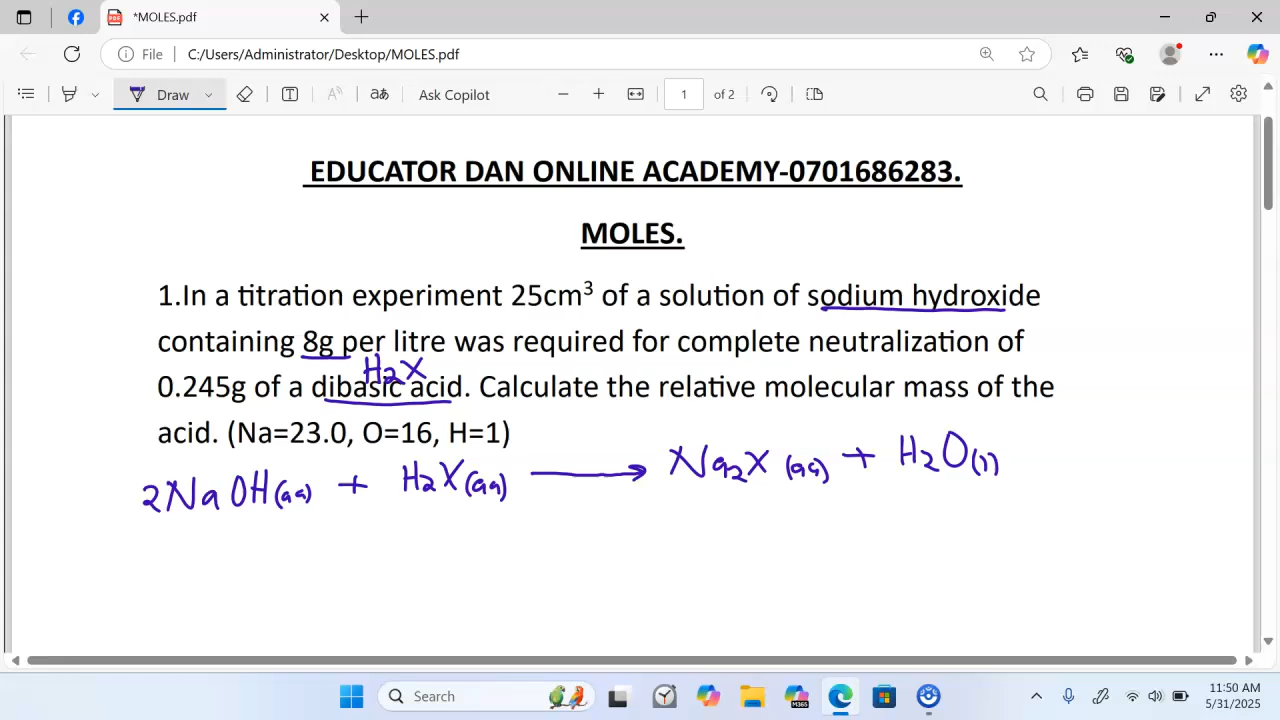 *MOLES.pdf
File C:/Users/Administrator/Desktop/MOLES.pdf
Draw Ask Copilot 1 of 2
EDUCATOR DAN ONLINE ACADEMY-0701686283.
MOLES.
1.In a titration experiment 25cm³ of a solution of sodium hydroxide
containing 8g per litre was required for complete neutralization of
H₂X
0.245g of a dibasic acid. Calculate the relative molecular mass of the
acid. (Na=23.0, O=16, H=1)
2NaOH(aq) + H₂X(aq) → Na₂X(aq) + H₂O(l)
Search
M365
11:50 AM
5/31/2025